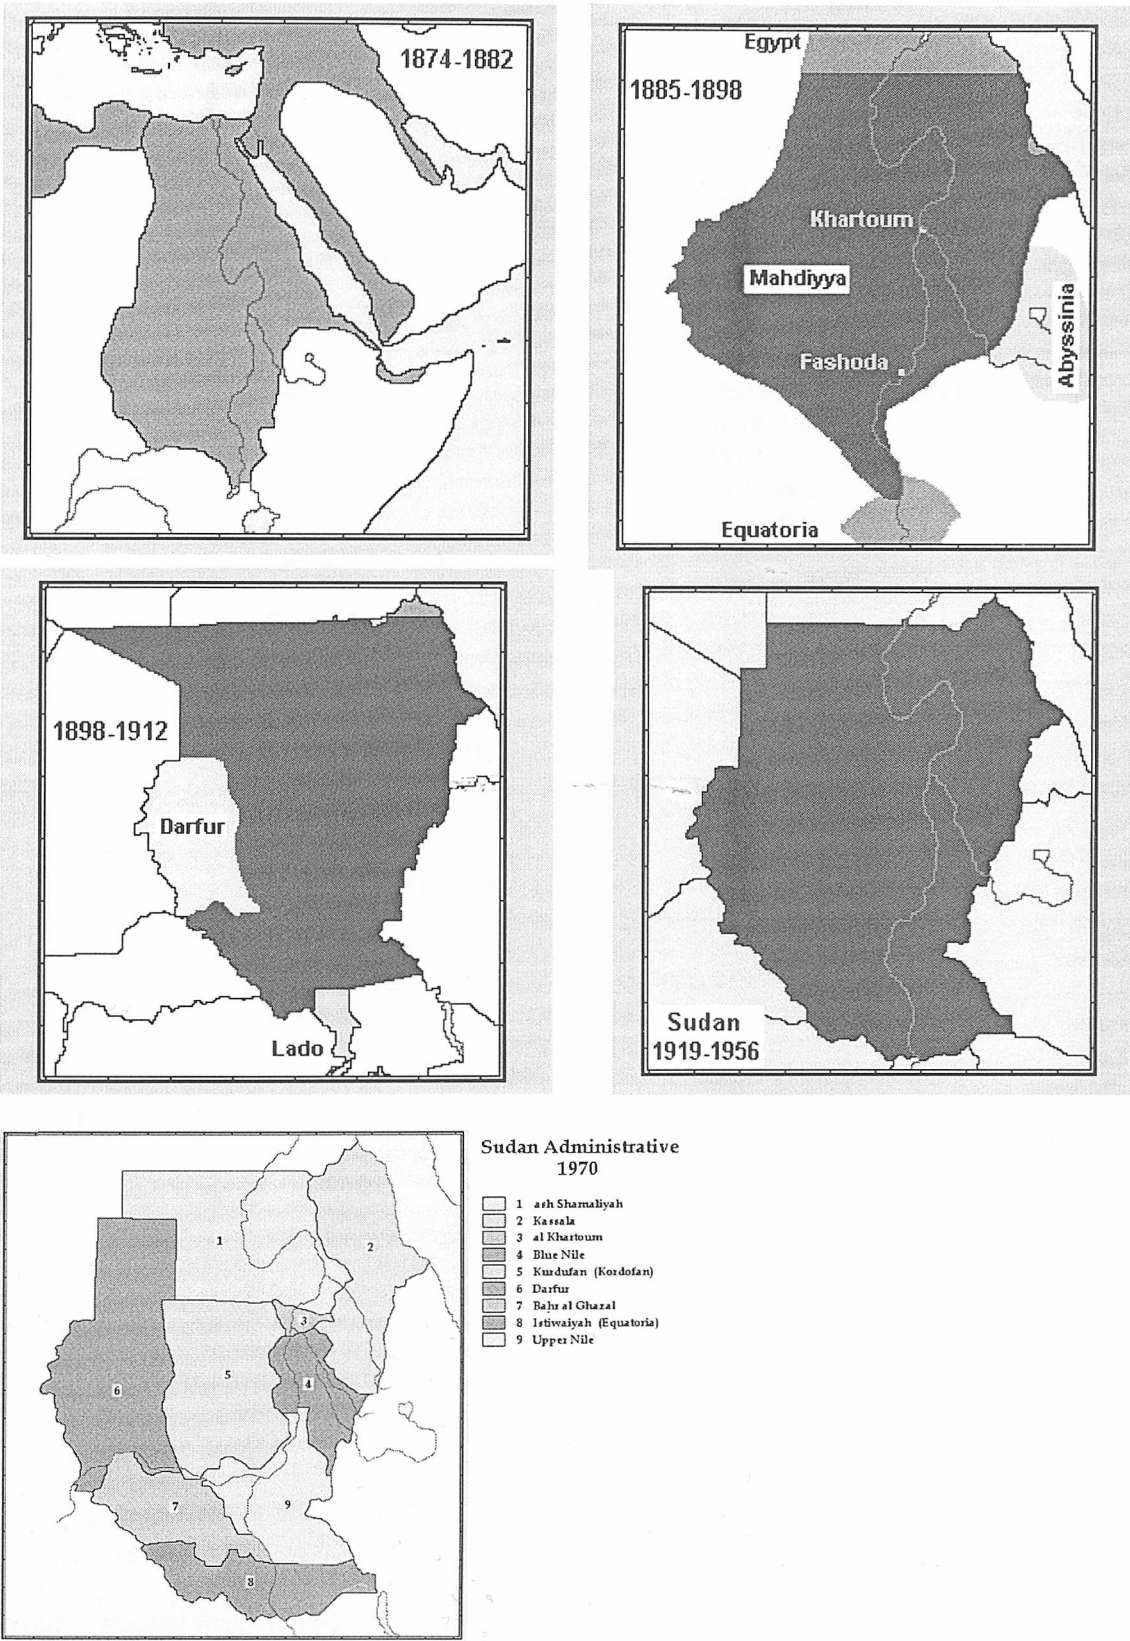 1874-1882
Egypt
1885-1898
Khartoum
Mahdiyya
Fashoda
Abyssinia
Equatoria
1898-1912
Darfur
Lado
Sudan
1919-1956
Sudan Administrative
1970
1 ash Shamaliyah
2 Kassala
3 al Khartoum
4 Blue Nile
5 Kurdufan (Kordofan)
6 Darfur
7 Bahr al Ghazal
8 Istiwaiyah (Equatoria)
9 Upper Nile
1
2
3
5
4
6
7
9
8